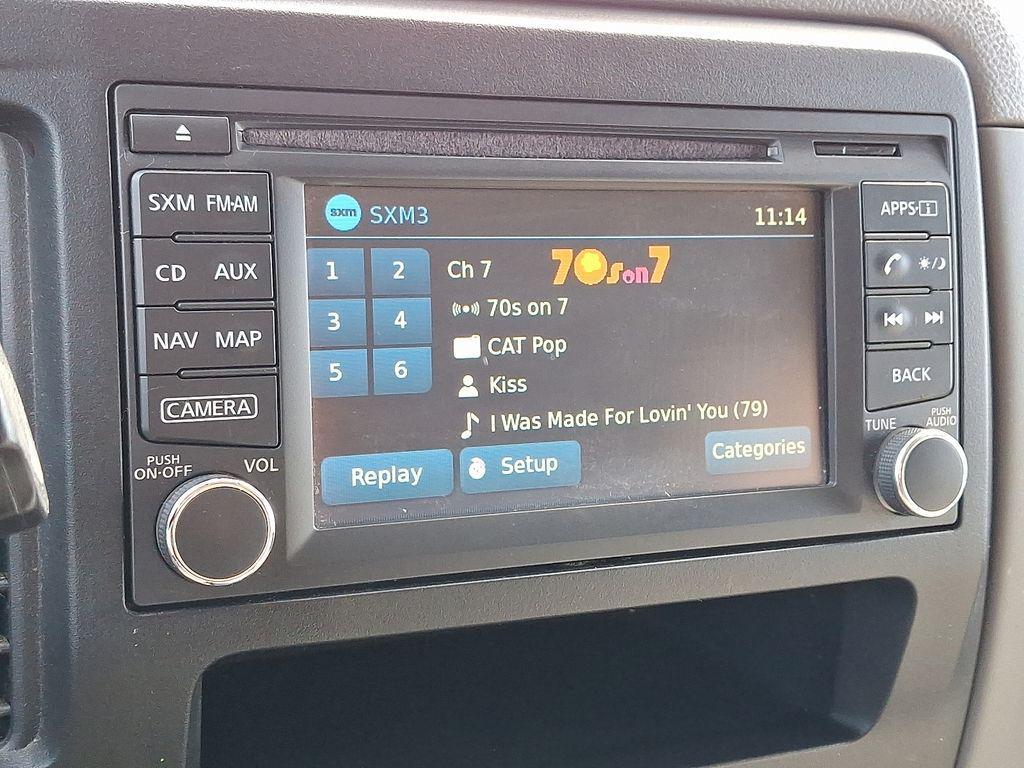 SXM FM·AM
CD AUX
NAV MAP
CAMERA
PUSH
ON·OFF
VOL
sxm SXM3 11:14
1 2
3 4
5 6
Ch 7 70s on 7
70s on 7
CAT Pop
Kiss
I Was Made For Lovin' You (79)
Replay Setup Categories
APPS·i
BACK
TUNE
PUSH
AUDIO